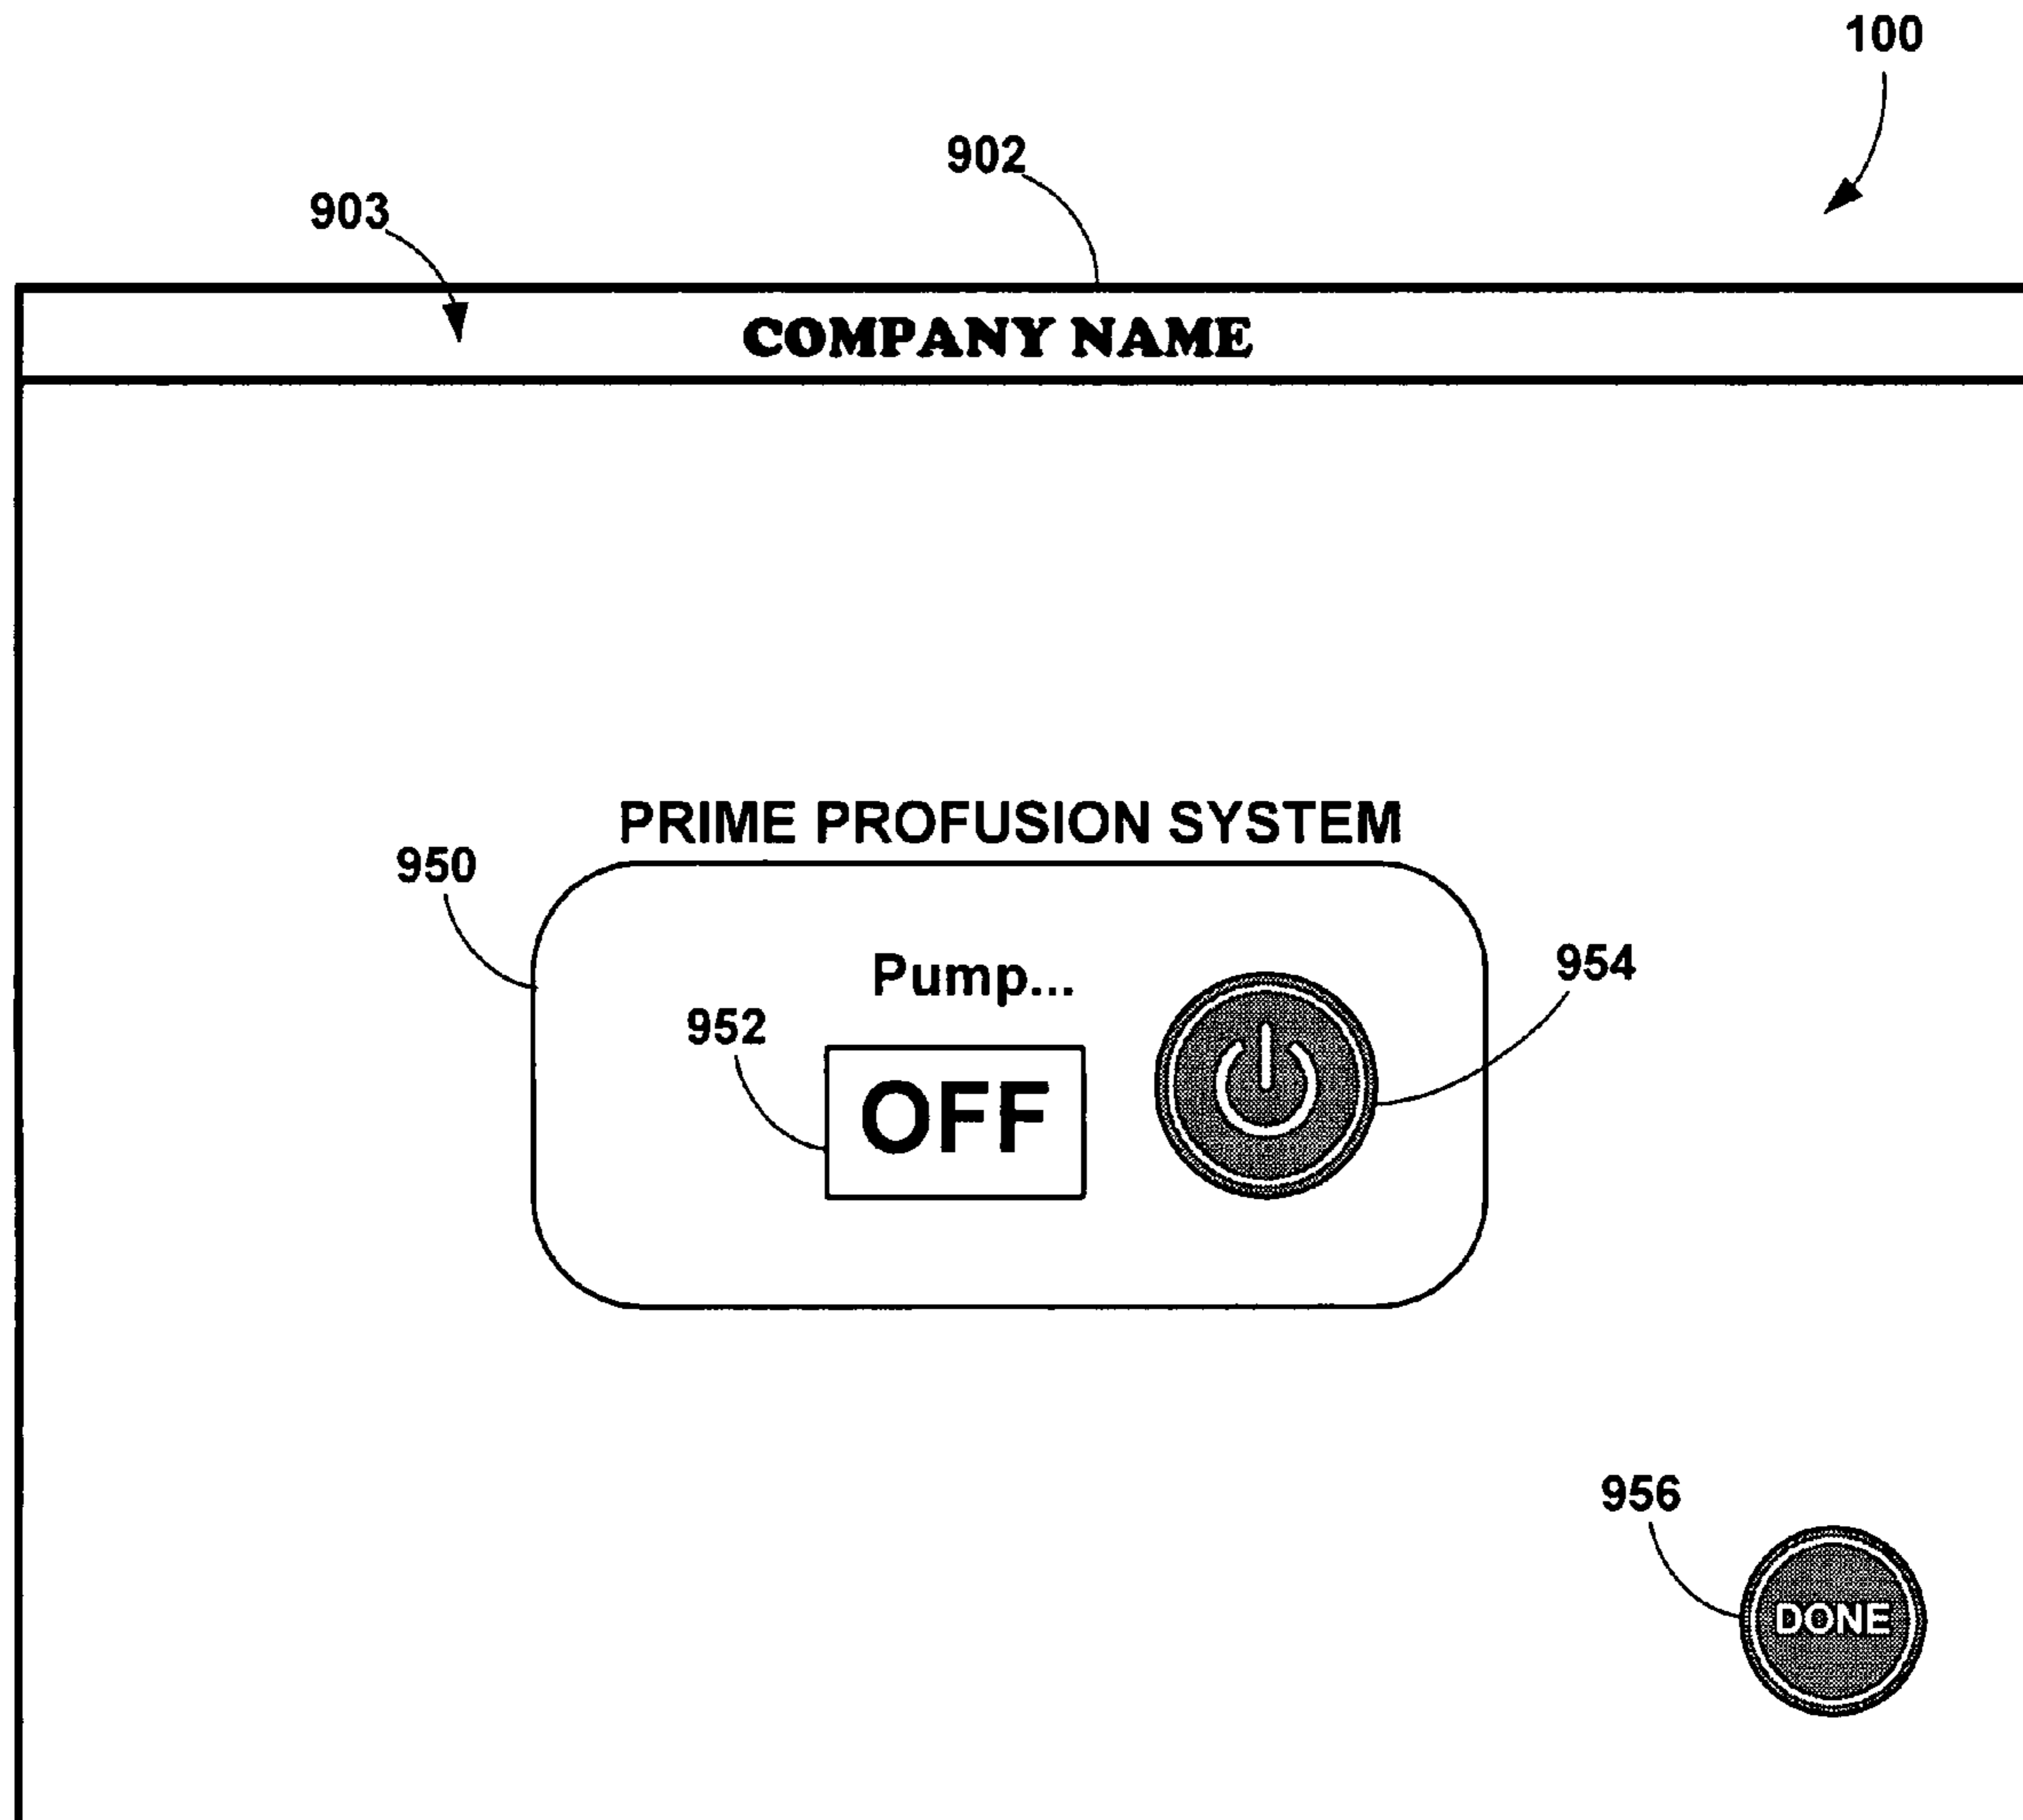 100
902
903
COMPANY NAME
PRIME PROFUSION SYSTEM
950
Pump...
954
952
OFF
956
DONE